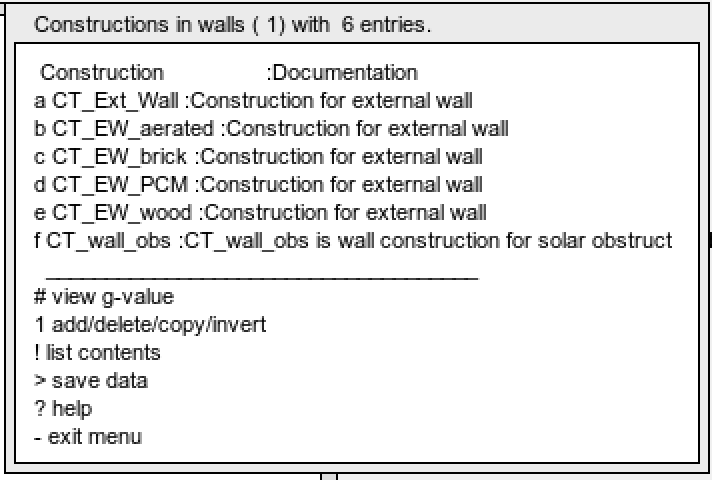 Constructions in walls ( 1) with  6 entries.
Construction :Documentation
a CT_Ext_Wall :Construction for external wall
b CT_EW_aerated :Construction for external wall
c CT_EW_brick :Construction for external wall
d CT_EW_PCM :Construction for external wall
e CT_EW_wood :Construction for external wall
f CT_wall_obs :CT_wall_obs is wall construction for solar obstruct
# view g-value
1 add/delete/copy/invert
! list contents
> save data
? help
- exit menu